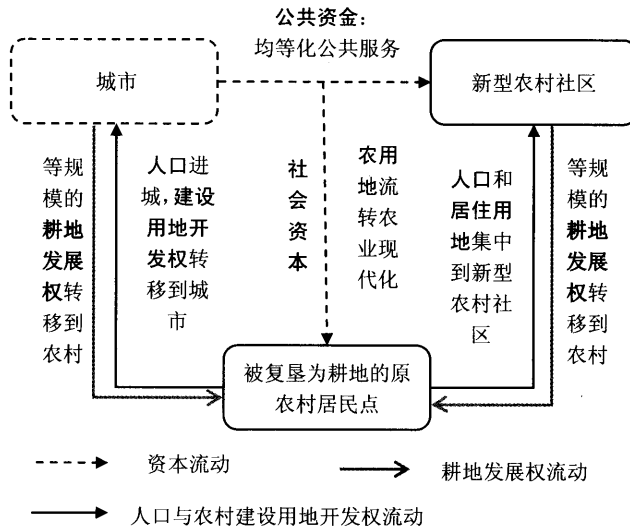 公共资金：
均等化公共服务
城市
新型农村社区
等规
模的
耕地
发展
权转
移到
农村
人口进
城，建设
用地开
发权转
移到城
市
社
会
资
本
农用
地流
转农
业现
代化
人口和
居住用
地集中
到新型
农村社
区
等规
模的
耕地
发展
权转
移到
农村
被复垦为耕地的原
农村居民点
资本流动
耕地发展权流动
人口与农村建设用地开发权流动